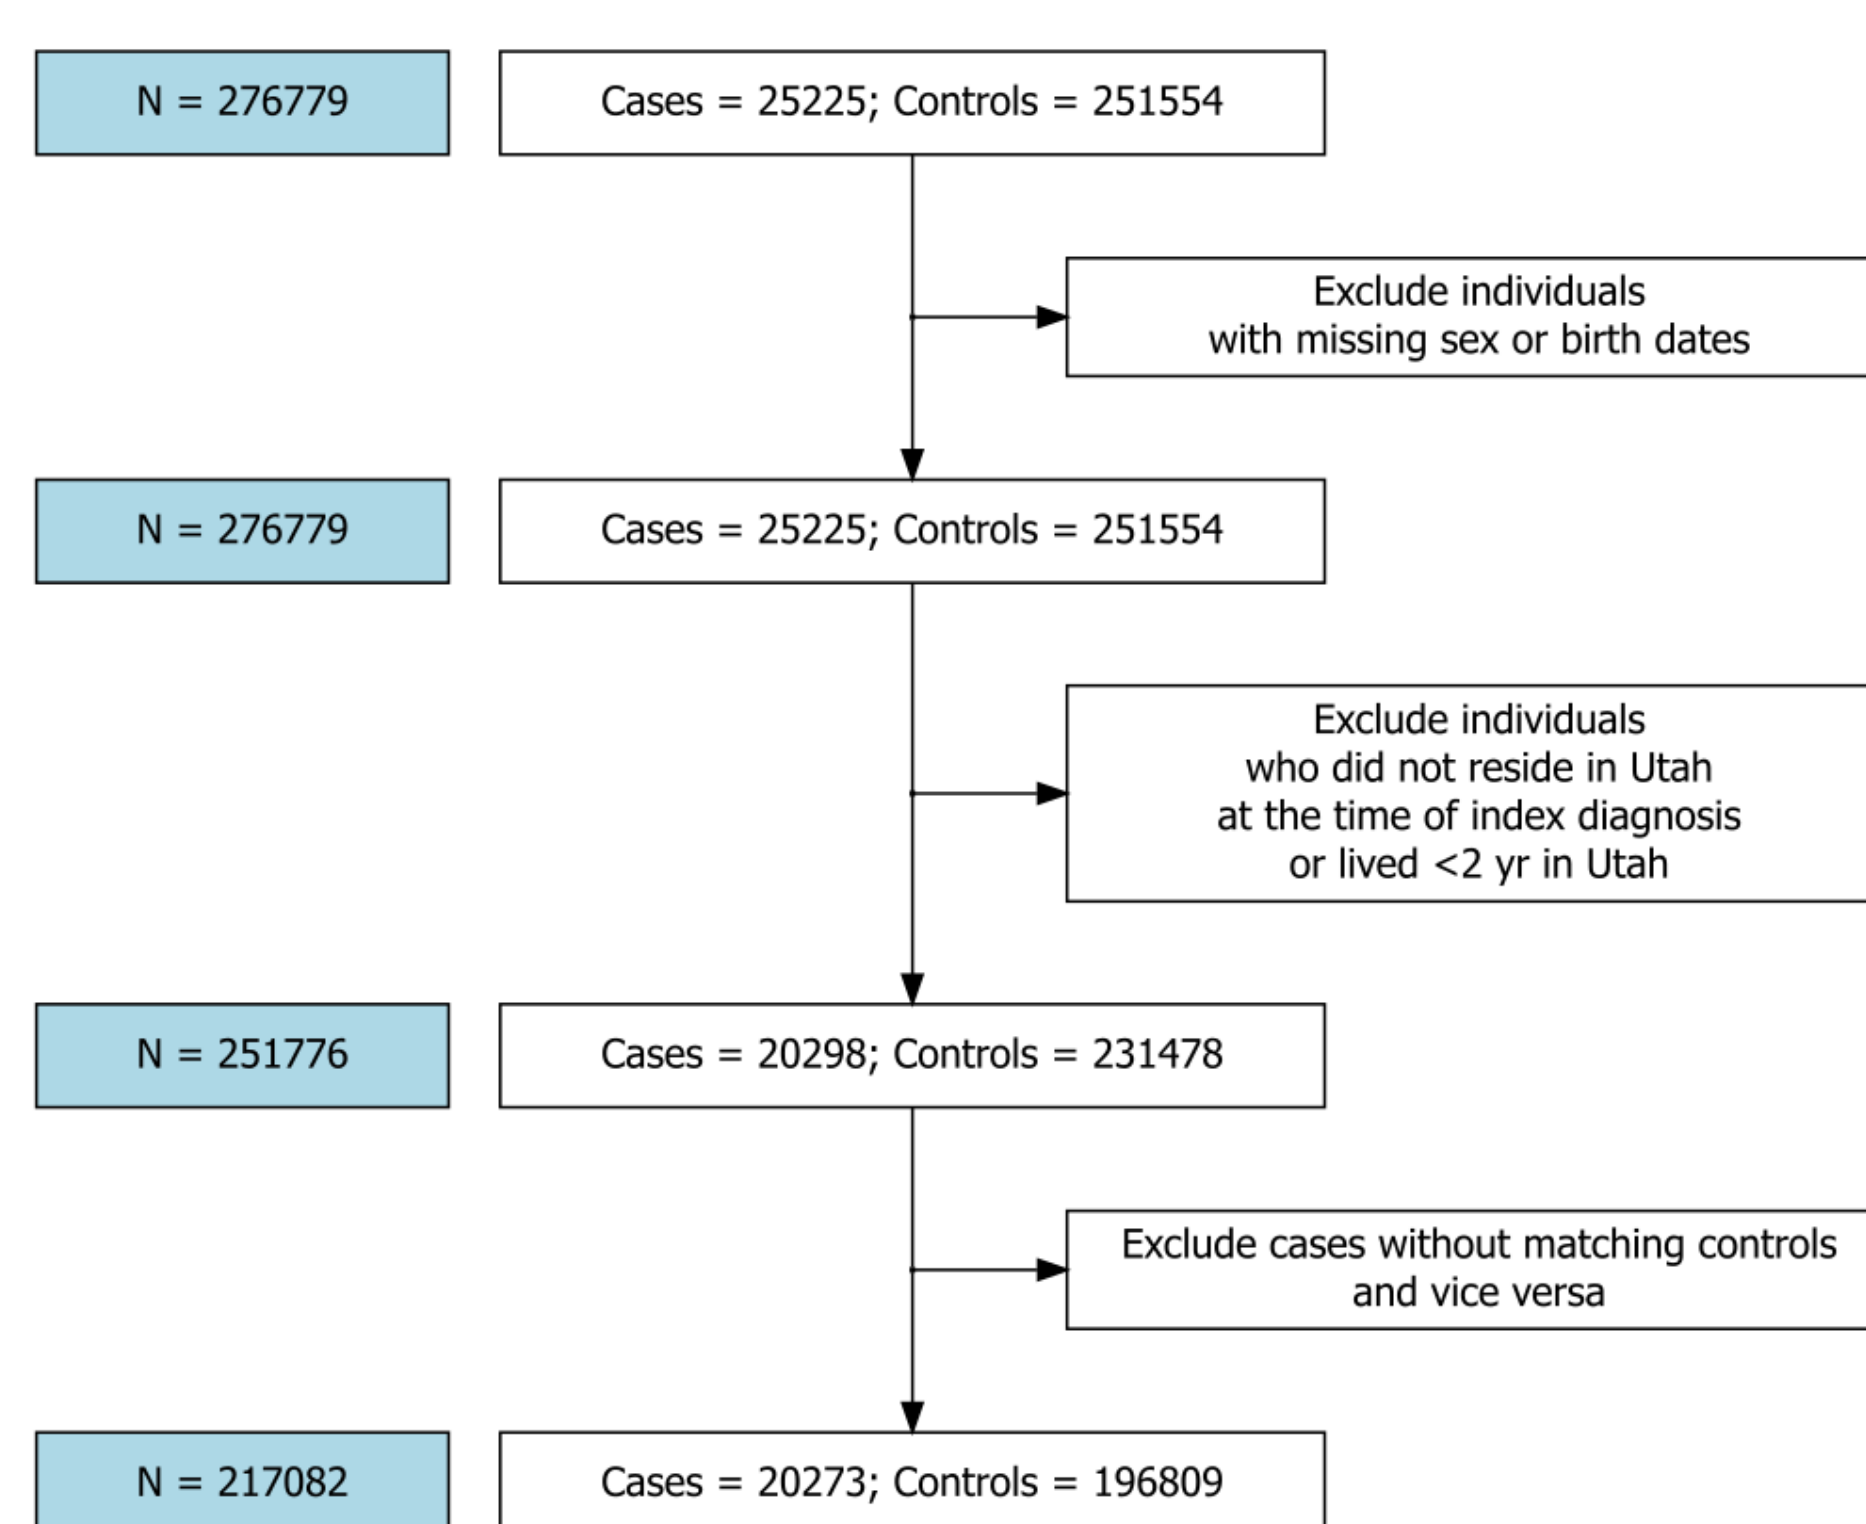 N = 276779
Cases = 25225; Controls = 251554
Exclude individuals
with missing sex or birth dates
N = 276779
Cases = 25225; Controls = 251554
Exclude individuals
who did not reside in Utah
at the time of index diagnosis
or lived <2 yr in Utah
N = 251776
Cases = 20298; Controls = 231478
Exclude cases without matching controls
and vice versa
N = 217082
Cases = 20273; Controls = 196809